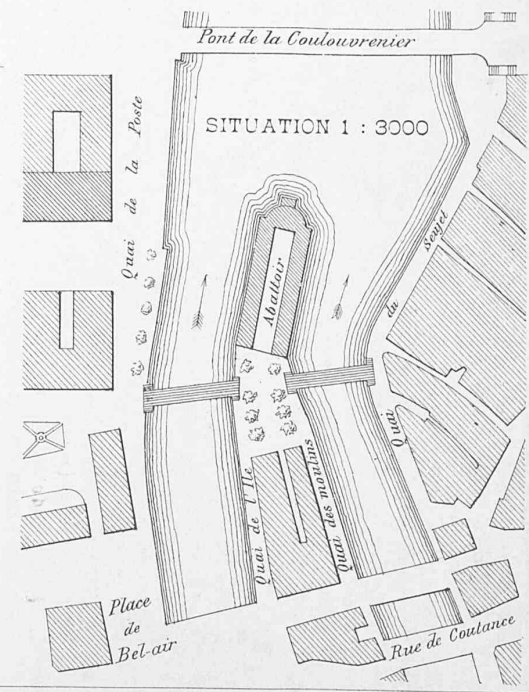 Pont de la Coulouvrenier
SITUATION 1 : 3000
Quai de la Poste
Quai du Seujet
Abattoir
Quai de l'Ile
Quai des moulins
Place
de
Bel-air
Rue de Coutance